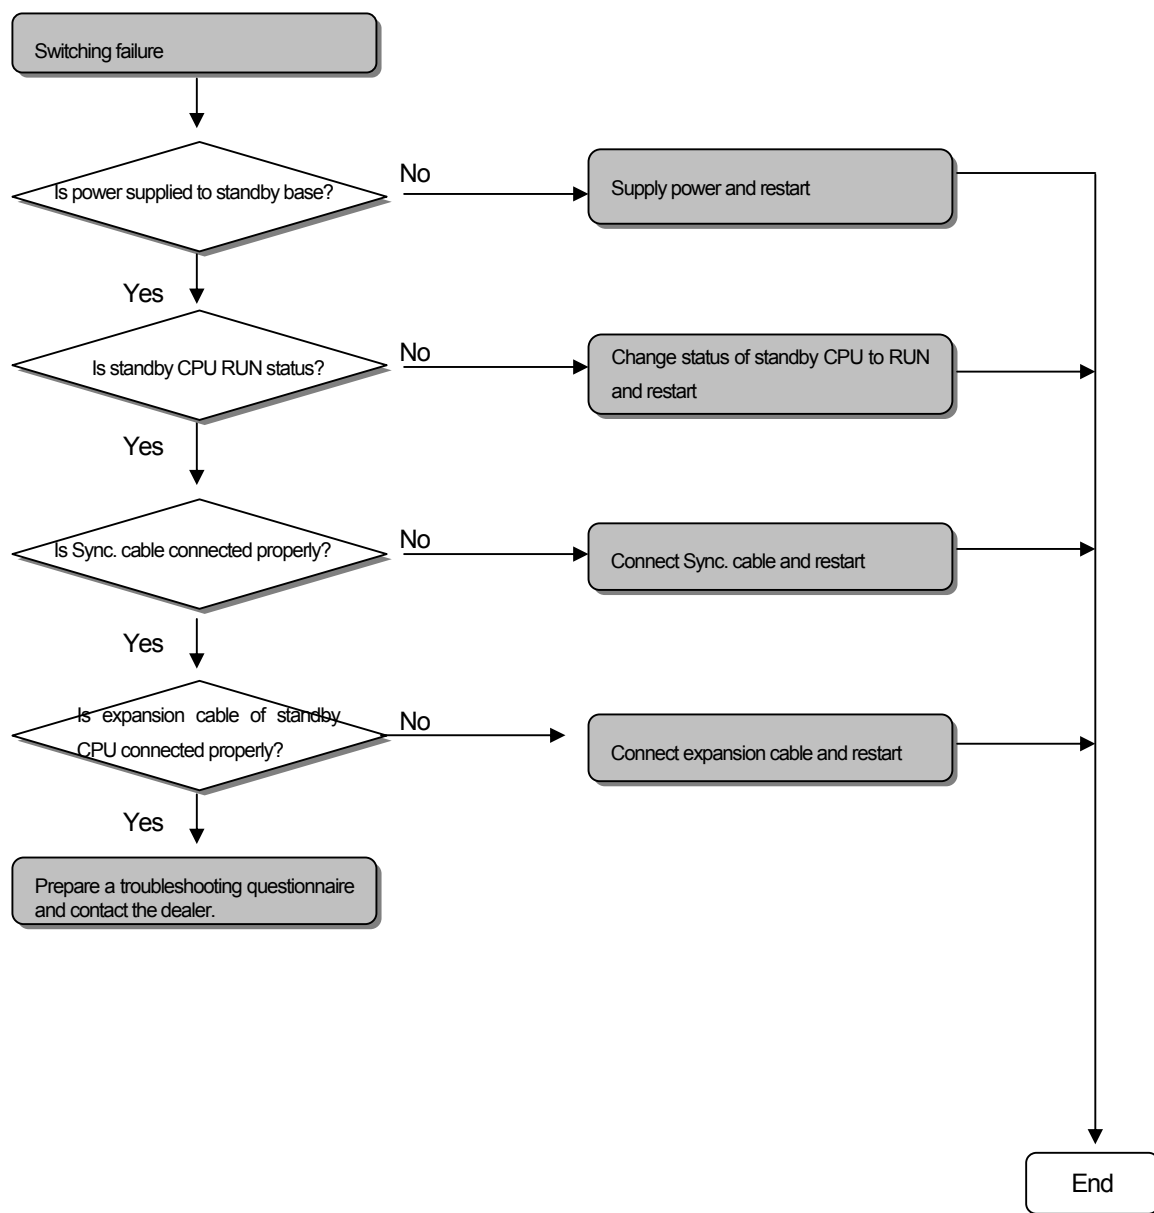 Switching failure
Is power supplied to standby base?
No
Supply power and restart
Yes
Is standby CPU RUN status?
No
Change status of standby CPU to RUN
and restart
Yes
Is Sync. cable connected properly?
No
Connect Sync. cable and restart
Yes
Is expansion cable of standby
CPU connected properly?
No
Connect expansion cable and restart
Yes
Prepare a troubleshooting questionnaire
and contact the dealer.
End